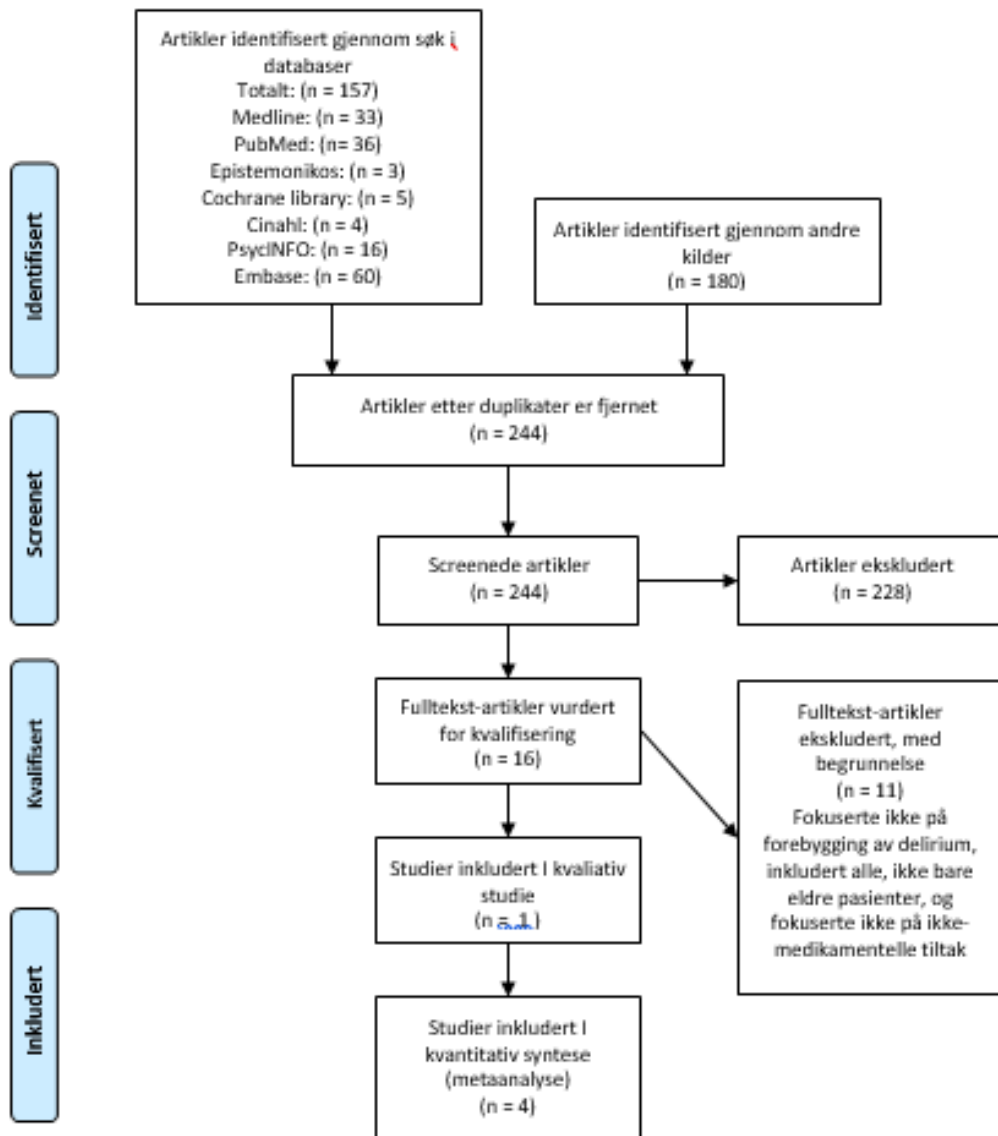 Artikler identifisert gjennom søk i
databaser
Totalt: (n = 157)
Medline: (n = 33)
PubMed: (n= 36)
Epistemonikos: (n = 3)
Cochrane library: (n = 5)
Cinahl: (n = 4)
PsycINFO: (n = 16)
Embase: (n = 60)
Artikler identifisert gjennom andre
kilder
(n = 180)
Identifisert
Artikler etter duplikater er fjernet
(n = 244)
Screenet
Screenede artikler
(n = 244)
Artikler ekskludert
(n = 228)
Kvalifisert
Fulltekst-artikler vurdert
for kvalifisering
(n = 16)
Fulltekst-artikler
ekskludert, med
begrunnelse
(n = 11)
Fokuserte ikke på
forebygging av delirium,
inkludert alle, ikke bare
eldre pasienter, og
fokuserte ikke på ikke-
medikamentelle tiltak
Studier inkludert I kvaliativ
studie
(n = 1 )
Inkludert
Studier inkludert I
kvantitativ syntese
(metaanalyse)
(n = 4)